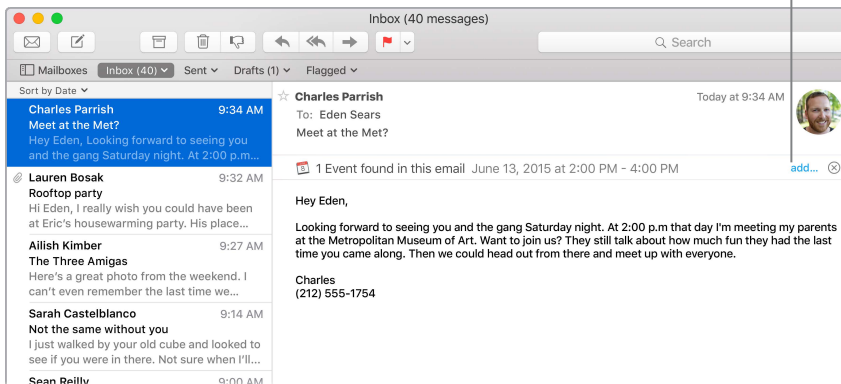 Inbox (40 messages)
Search
Mailboxes Inbox (40) Sent Drafts (1) Flagged
Sort by Date
Charles Parrish 9:34 AM
Meet at the Met?
Hey Eden, Looking forward to seeing you
and the gang Saturday night. At 2:00 p.m...
Lauren Bosak 9:32 AM
Rooftop party
Hi Eden, I really wish you could have been
at Eric's housewarming party. His place...
Ailish Kimber 9:27 AM
The Three Amigas
Here's a great photo from the weekend. I
can't even remember the last time we...
Sarah Castelblanco 9:14 AM
Not the same without you
I just walked by your old cube and looked to
see if you were in there. Not sure when I'll...
Sean Reilly 9:00 AM
Charles Parrish Today at 9:34 AM
To: Eden Sears
Meet at the Met?
1 Event found in this email June 13, 2015 at 2:00 PM - 4:00 PM add...
Hey Eden,
Looking forward to seeing you and the gang Saturday night. At 2:00 p.m that day I'm meeting my parents
at the Metropolitan Museum of Art. Want to join us? They still talk about how much fun they had the last
time you came along. Then we could head out from there and meet up with everyone.
Charles
(212) 555-1754